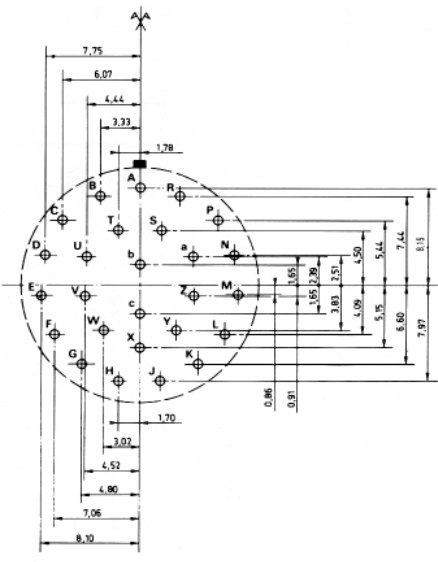 A A
7,75
6,07
4,44
3,33
1,78
A
B R
C P
T S
D U b a N
E V Z M
c
F W Y L
X
G K
H J
4,50
5,44
7,44
8,15
1,65
2,39
2,51
1,65
3,83
4,09
5,15
6,60
7,97
0,86
0,91
1,70
3,02
4,52
4,80
7,06
8,10